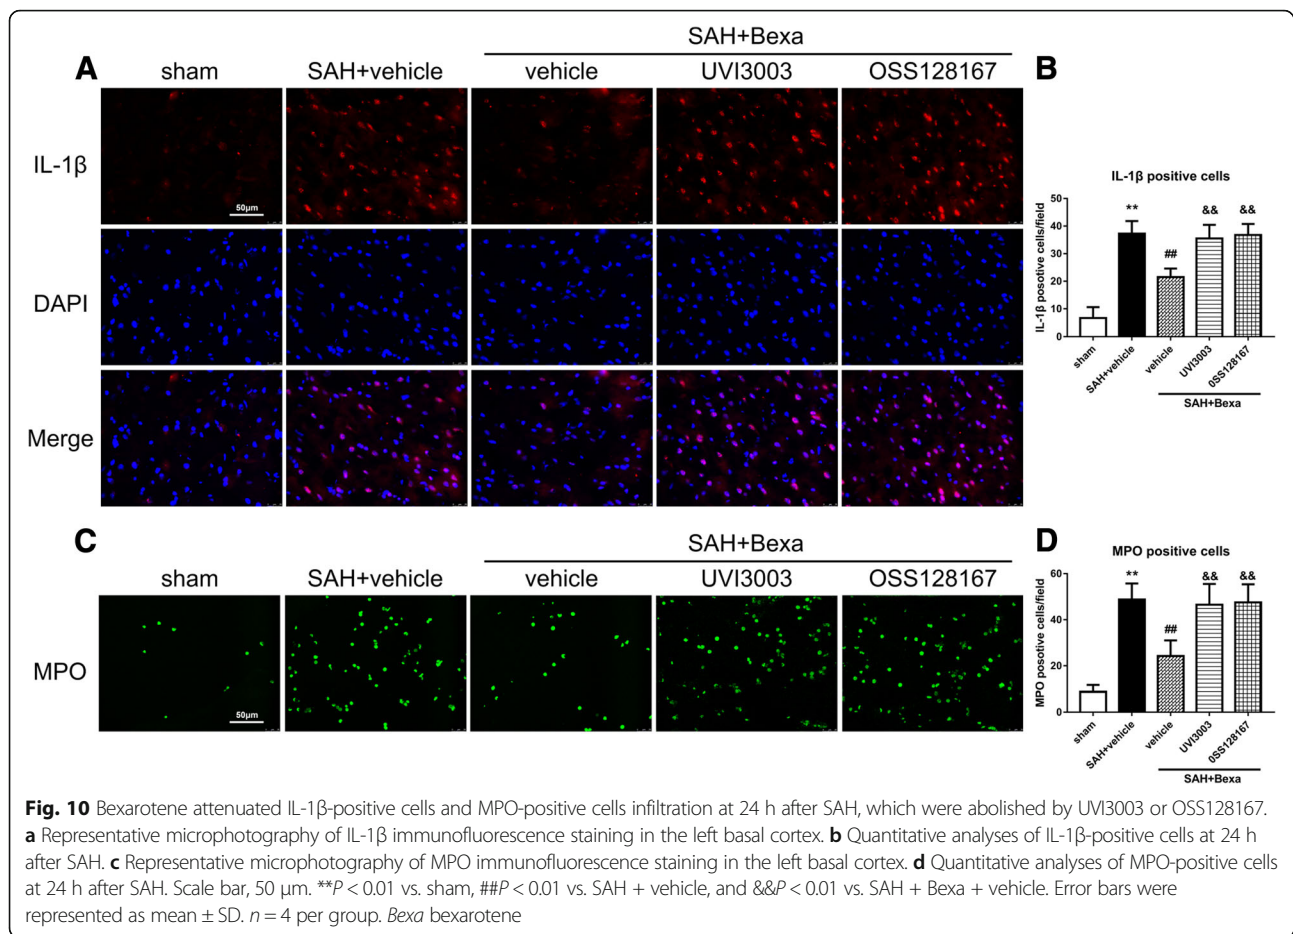 SAH+Bexa
A
sham
SAH+vehicle
vehicle
UVI3003
OSS128167
IL-1β
50μm
DAPI
Merge
B
IL-1β positive cells
IL-1β posotive cells/field
50
40
30
20
10
0
**
##
&&
&&
sham
SAH+vehicle
vehicle
UVI3003
0SS128167
SAH+Bexa
C
SAH+Bexa
sham
SAH+vehicle
vehicle
UVI3003
OSS128167
MPO
50μm
D
MPO positive cells
MPO posotive cells/field
60
40
20
0
**
##
&&
&&
sham
SAH+vehicle
vehicle
UVI3003
0SS128167
SAH+Bexa
Fig. 10 Bexarotene attenuated IL-1β-positive cells and MPO-positive cells infiltration at 24 h after SAH, which were abolished by UVI3003 or OSS128167.
a Representative microphotography of IL-1β immunofluorescence staining in the left basal cortex. b Quantitative analyses of IL-1β-positive cells at 24 h
after SAH. c Representative microphotography of MPO immunofluorescence staining in the left basal cortex. d Quantitative analyses of MPO-positive cells
at 24 h after SAH. Scale bar, 50 μm. **P < 0.01 vs. sham, ##P < 0.01 vs. SAH + vehicle, and &&P < 0.01 vs. SAH + Bexa + vehicle. Error bars were
represented as mean ± SD. n = 4 per group. Bexa bexarotene